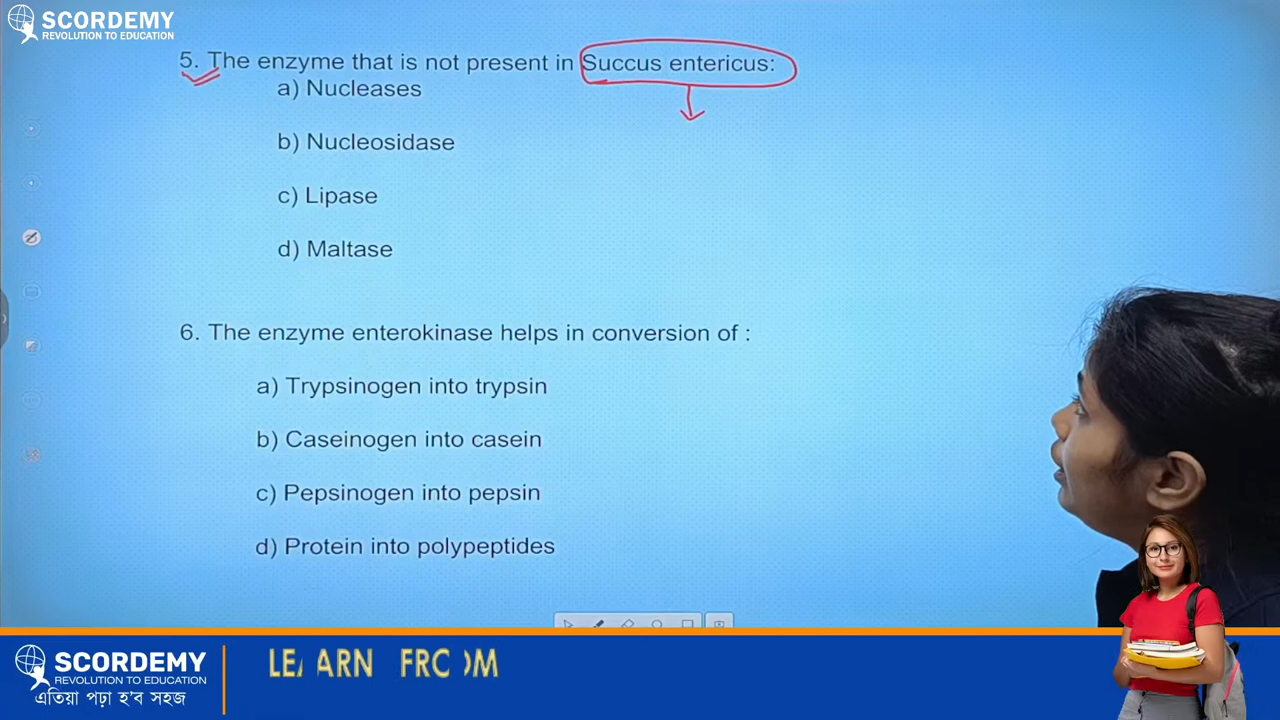 SCORDEMY
REVOLUTION TO EDUCATION
5. The enzyme that is not present in Succus entericus:
a) Nucleases
b) Nucleosidase
c) Lipase
d) Maltase
6. The enzyme enterokinase helps in conversion of :
a) Trypsinogen into trypsin
b) Caseinogen into casein
c) Pepsinogen into pepsin
d) Protein into polypeptides
SCORDEMY
REVOLUTION TO EDUCATION
এতিয়া পঢ়া হ'ব সহজ
LEARN FROM